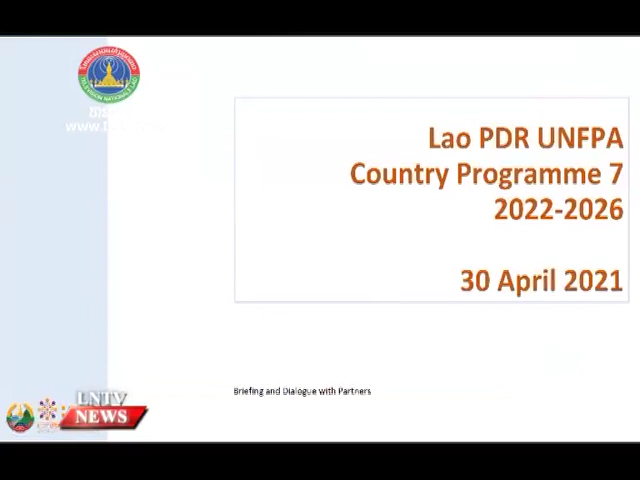 Lao PDR UNFPA
Country Programme 7
2022-2026
30 April 2021
Briefing and Dialogue with Partners
LNTV
NEWS